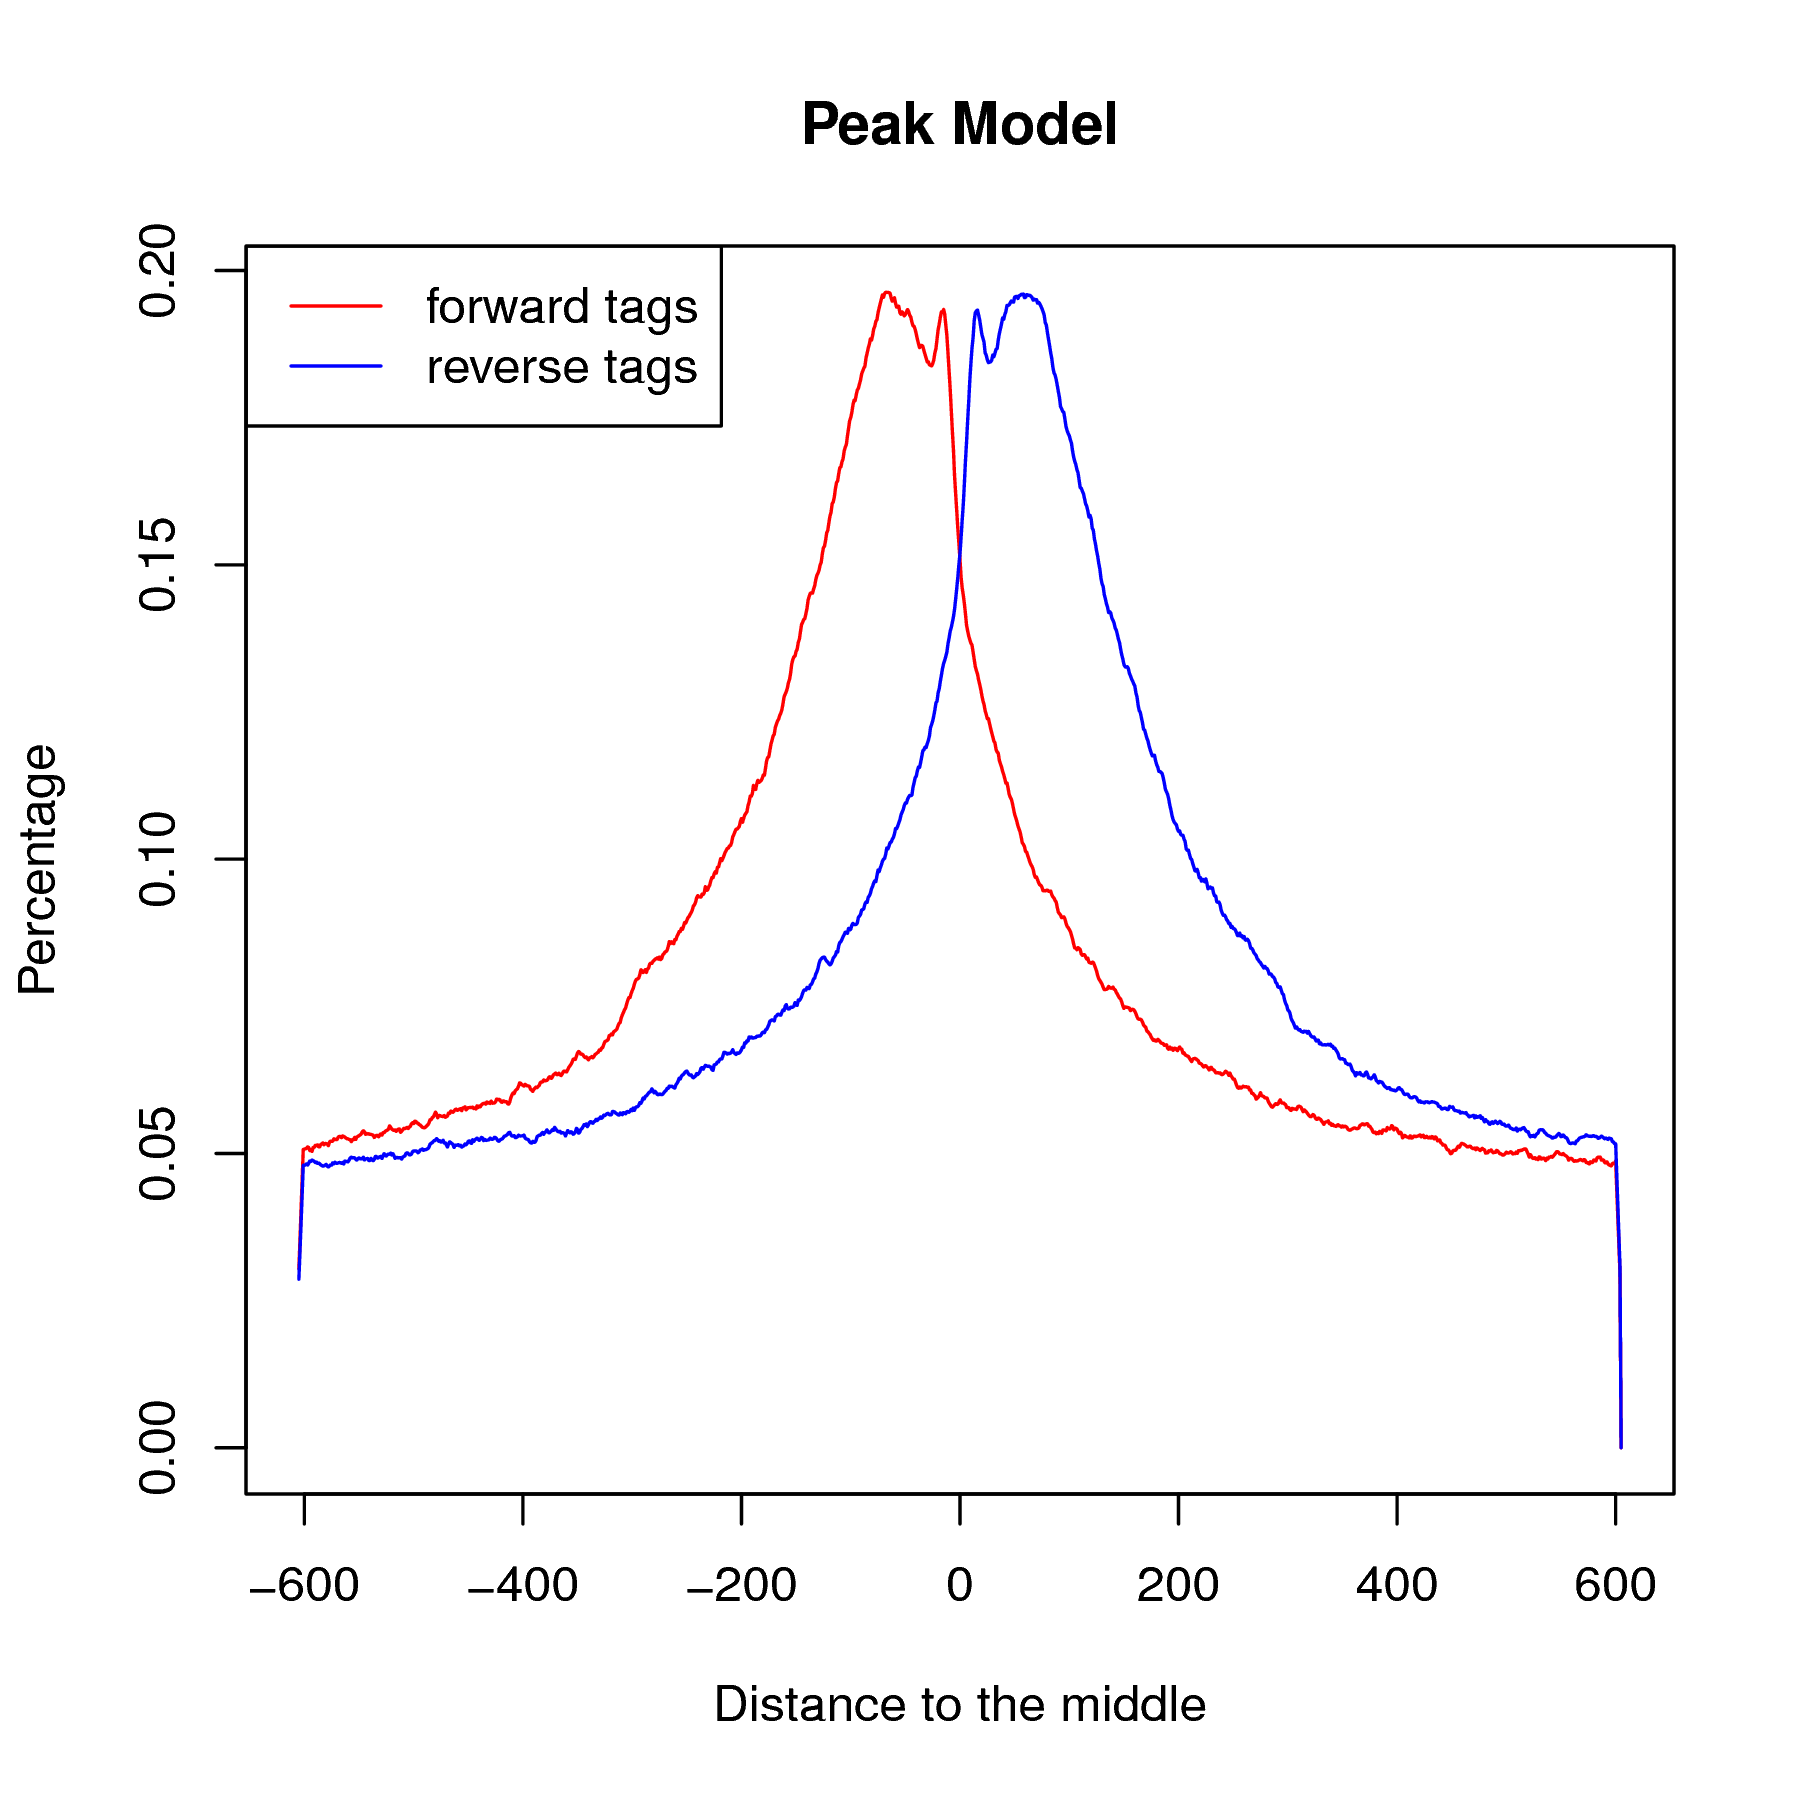 Peak Model
forward tags
reverse tags
Percentage
0.20
0.15
0.10
0.05
0.00
−600 −400 −200 0 200 400 600
Distance to the middle